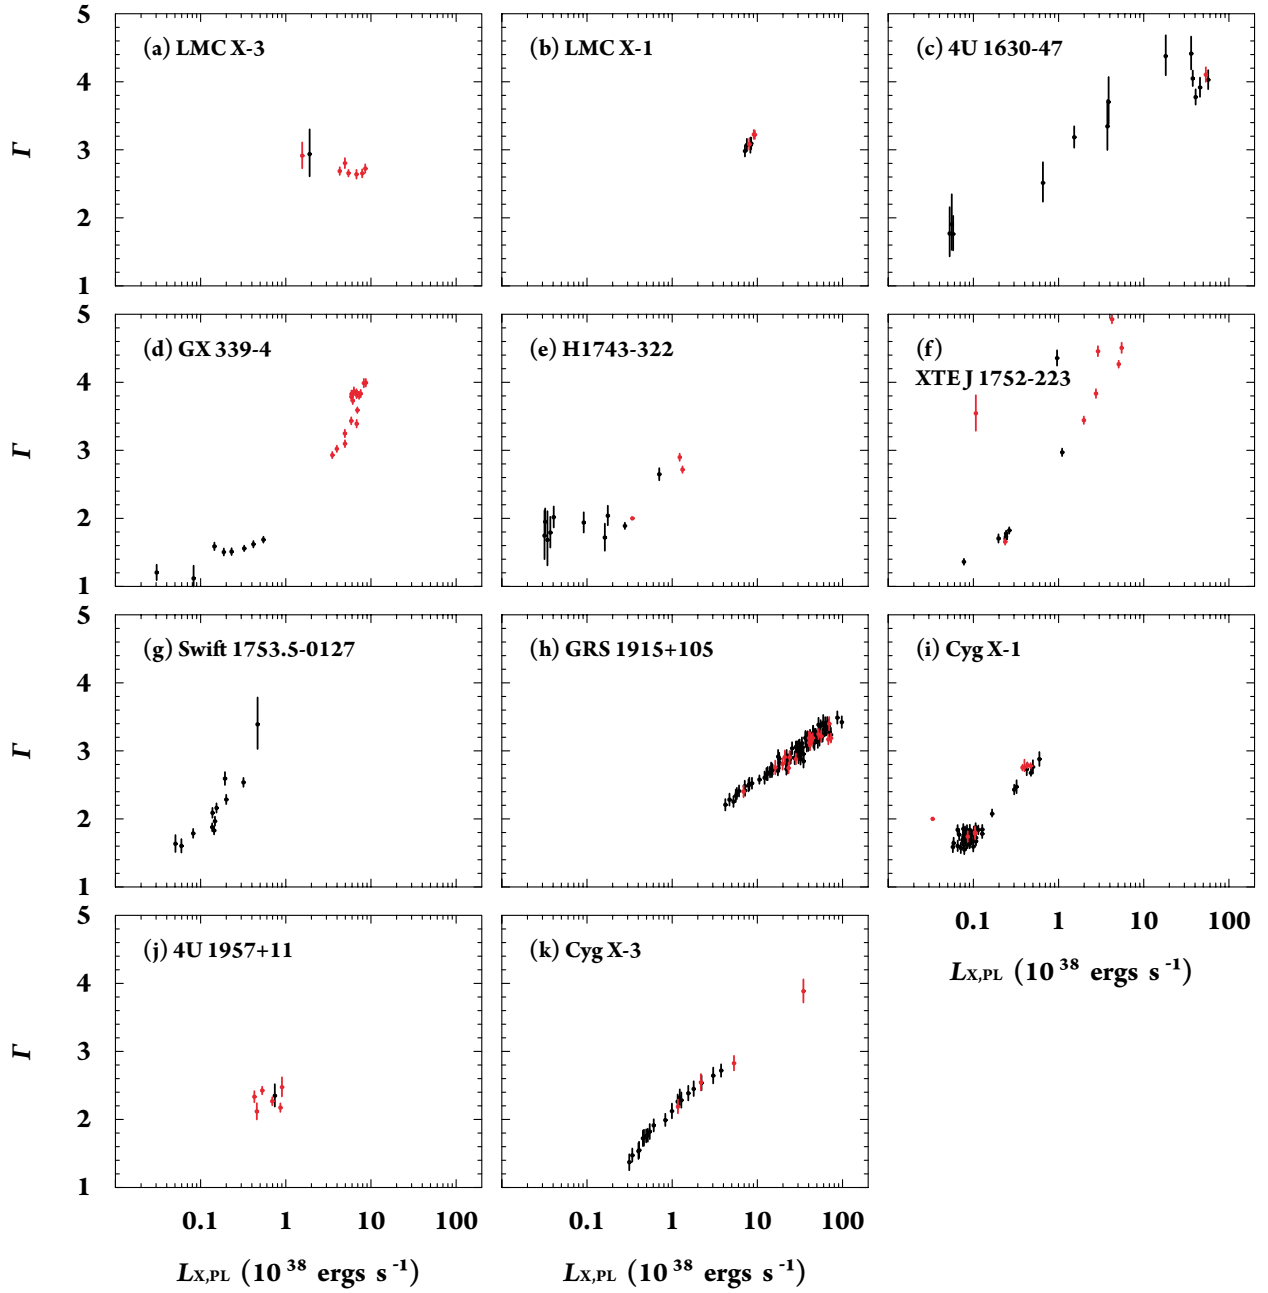 5 (a) LMC X-3 (b) LMC X-1 (c) 4U 1630-47
4
Γ 3
2
1
5 (d) GX 339-4 (e) H1743-322 (f)
XTE J 1752-223
4
Γ 3
2
1
5 (g) Swift 1753.5-0127 (h) GRS 1915+105 (i) Cyg X-1
4
Γ 3
2
1
0.1 1 10 100
L X,PL (10 38 ergs s -1)
5 (j) 4U 1957+11 (k) Cyg X-3
4
Γ 3
2
1
0.1 1 10 100 0.1 1 10 100
L X,PL (10 38 ergs s -1) L X,PL (10 38 ergs s -1)